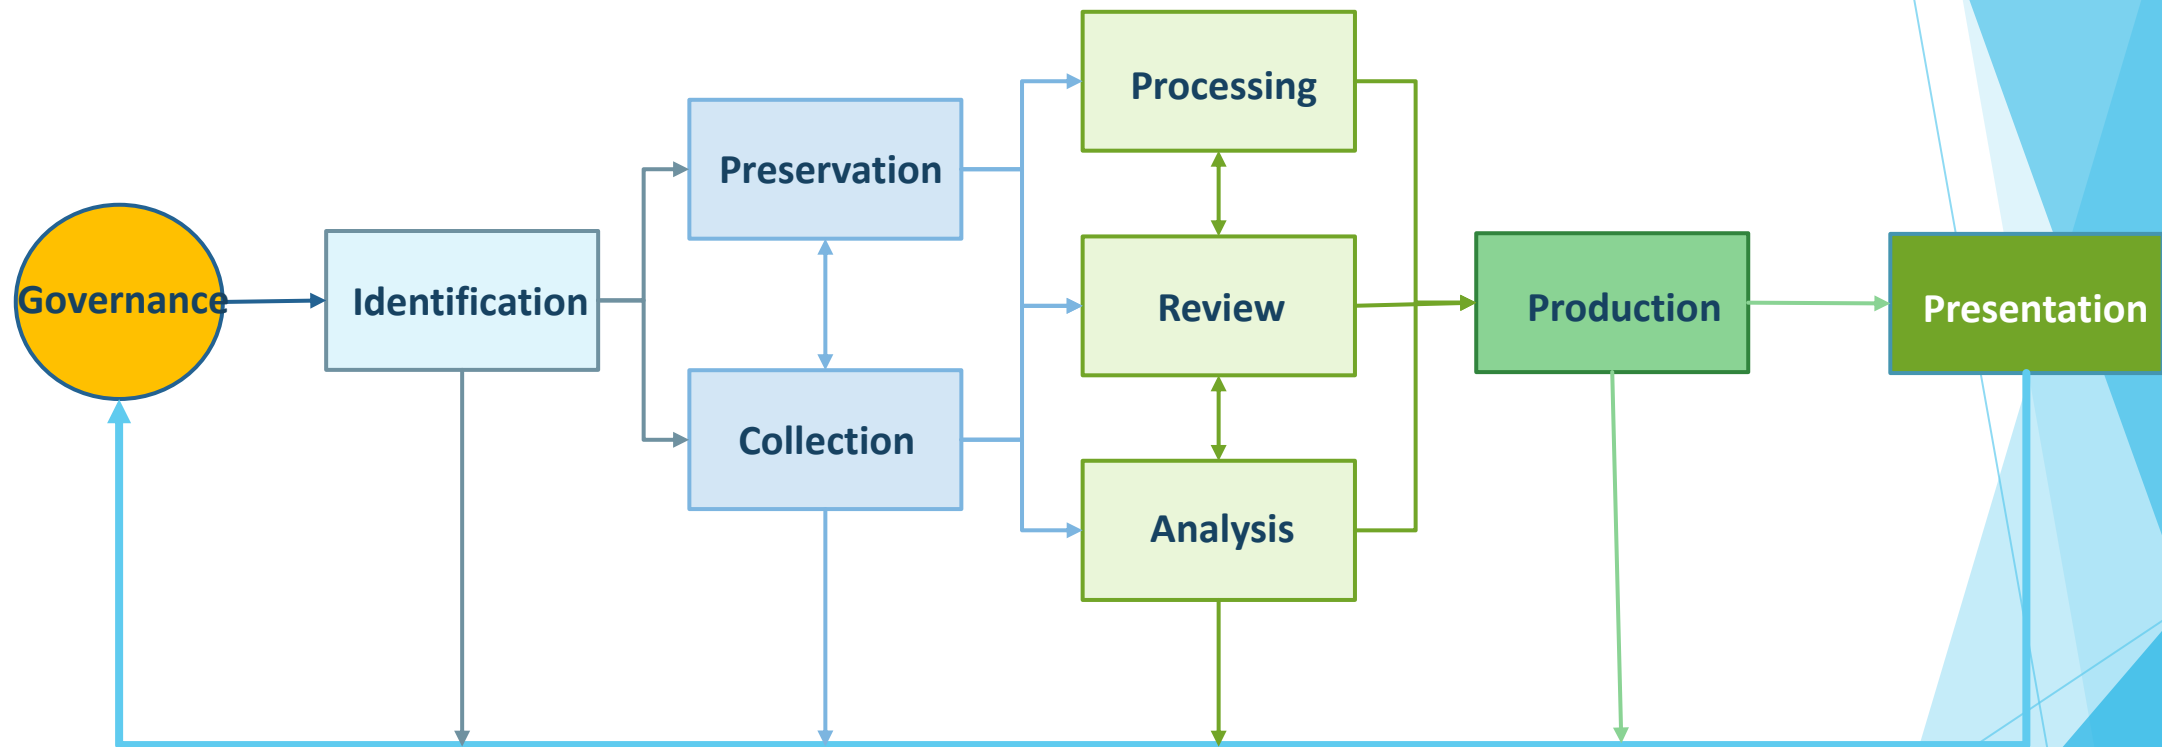 Governance
Identification
Preservation
Collection
Processing
Review
Analysis
Production
Presentation